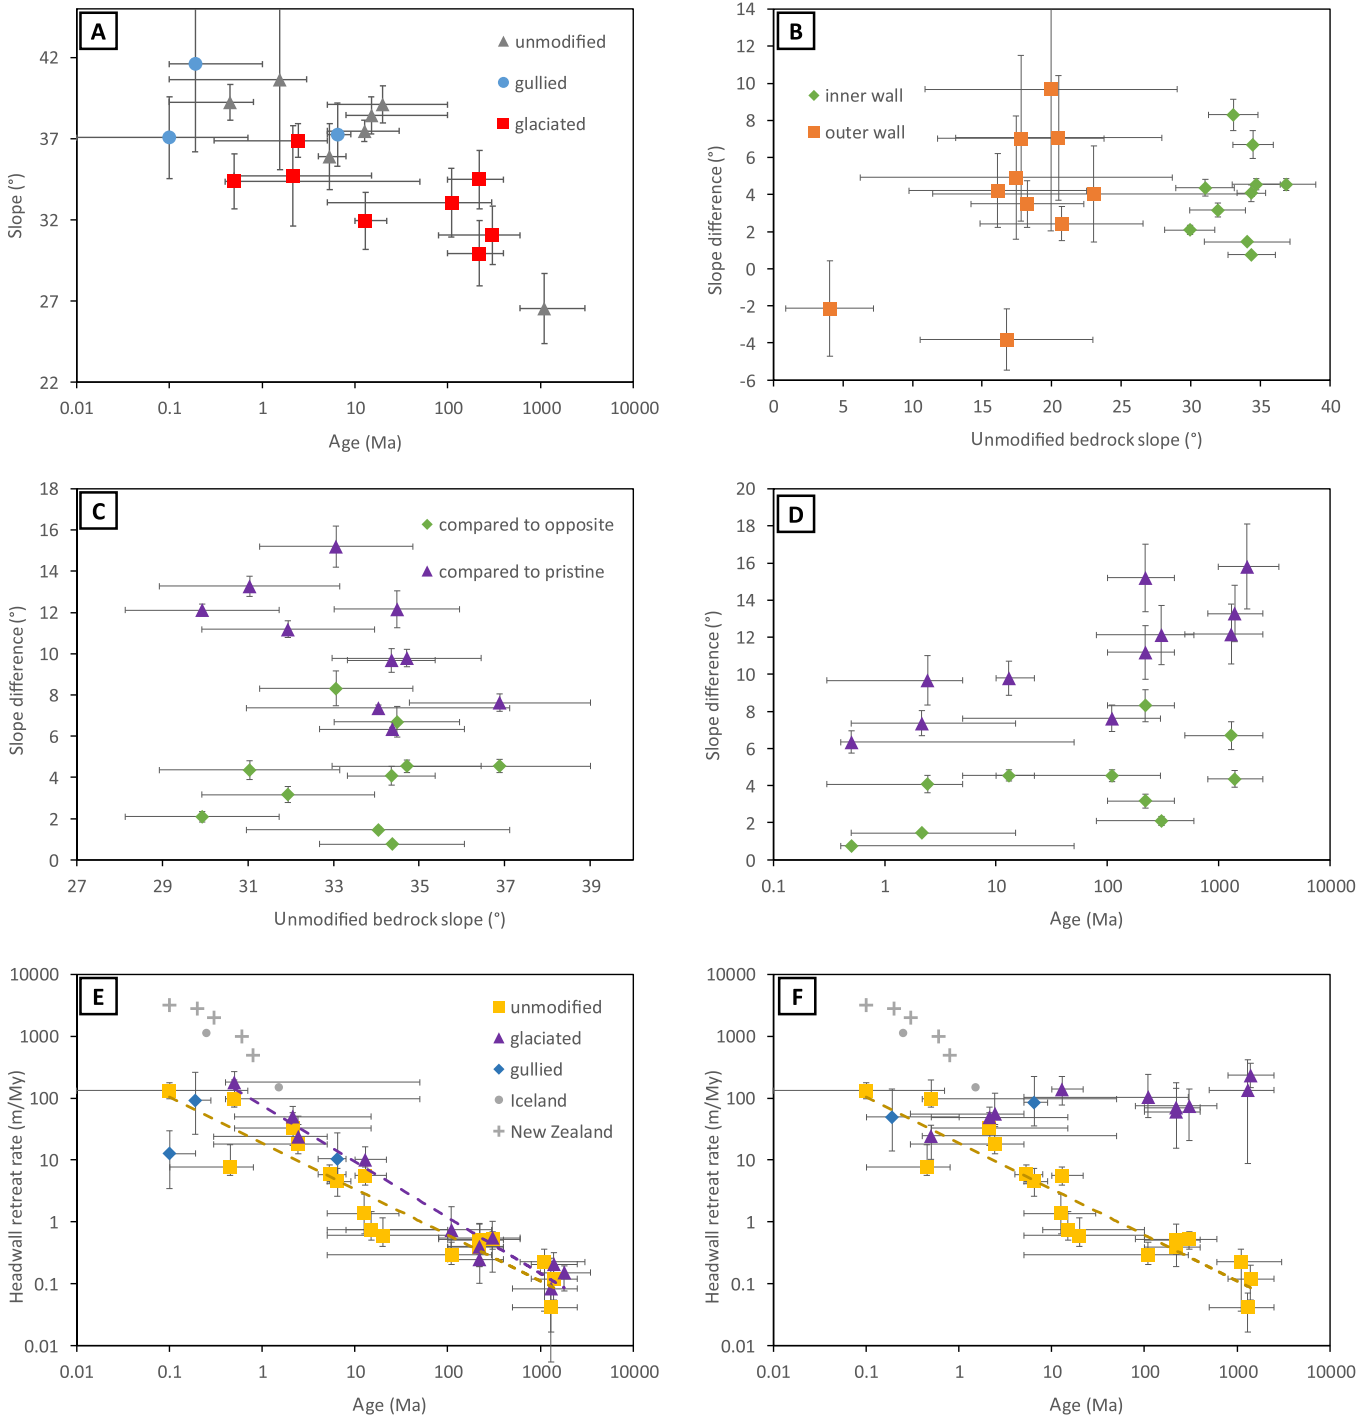 A
unmodified
gullied
glaciated
42
37
32
27
22
Slope (°)
0.01 0.1 1 10 100 1000 10000
Age (Ma)
B
inner wall
outer wall
14
12
10
8
6
4
2
0
-2
-4
-6
Slope difference (°)
0 5 10 15 20 25 30 35 40
Unmodified bedrock slope (°)
C
compared to opposite
compared to pristine
18
16
14
12
10
8
6
4
2
0
Slope difference (°)
27 29 31 33 35 37 39
Unmodified bedrock slope (°)
D
20
18
16
14
12
10
8
6
4
2
0
Slope difference (°)
0.1 1 10 100 1000 10000
Age (Ma)
E
unmodified
glaciated
gullied
Iceland
New Zealand
10000
1000
100
10
1
0.1
0.01
Headwall retreat rate (m/My)
0.01 0.1 1 10 100 1000 10000
Age (Ma)
F
10000
1000
100
10
1
0.1
0.01
Headwall retreat rate (m/My)
0.01 0.1 1 10 100 1000 10000
Age (Ma)